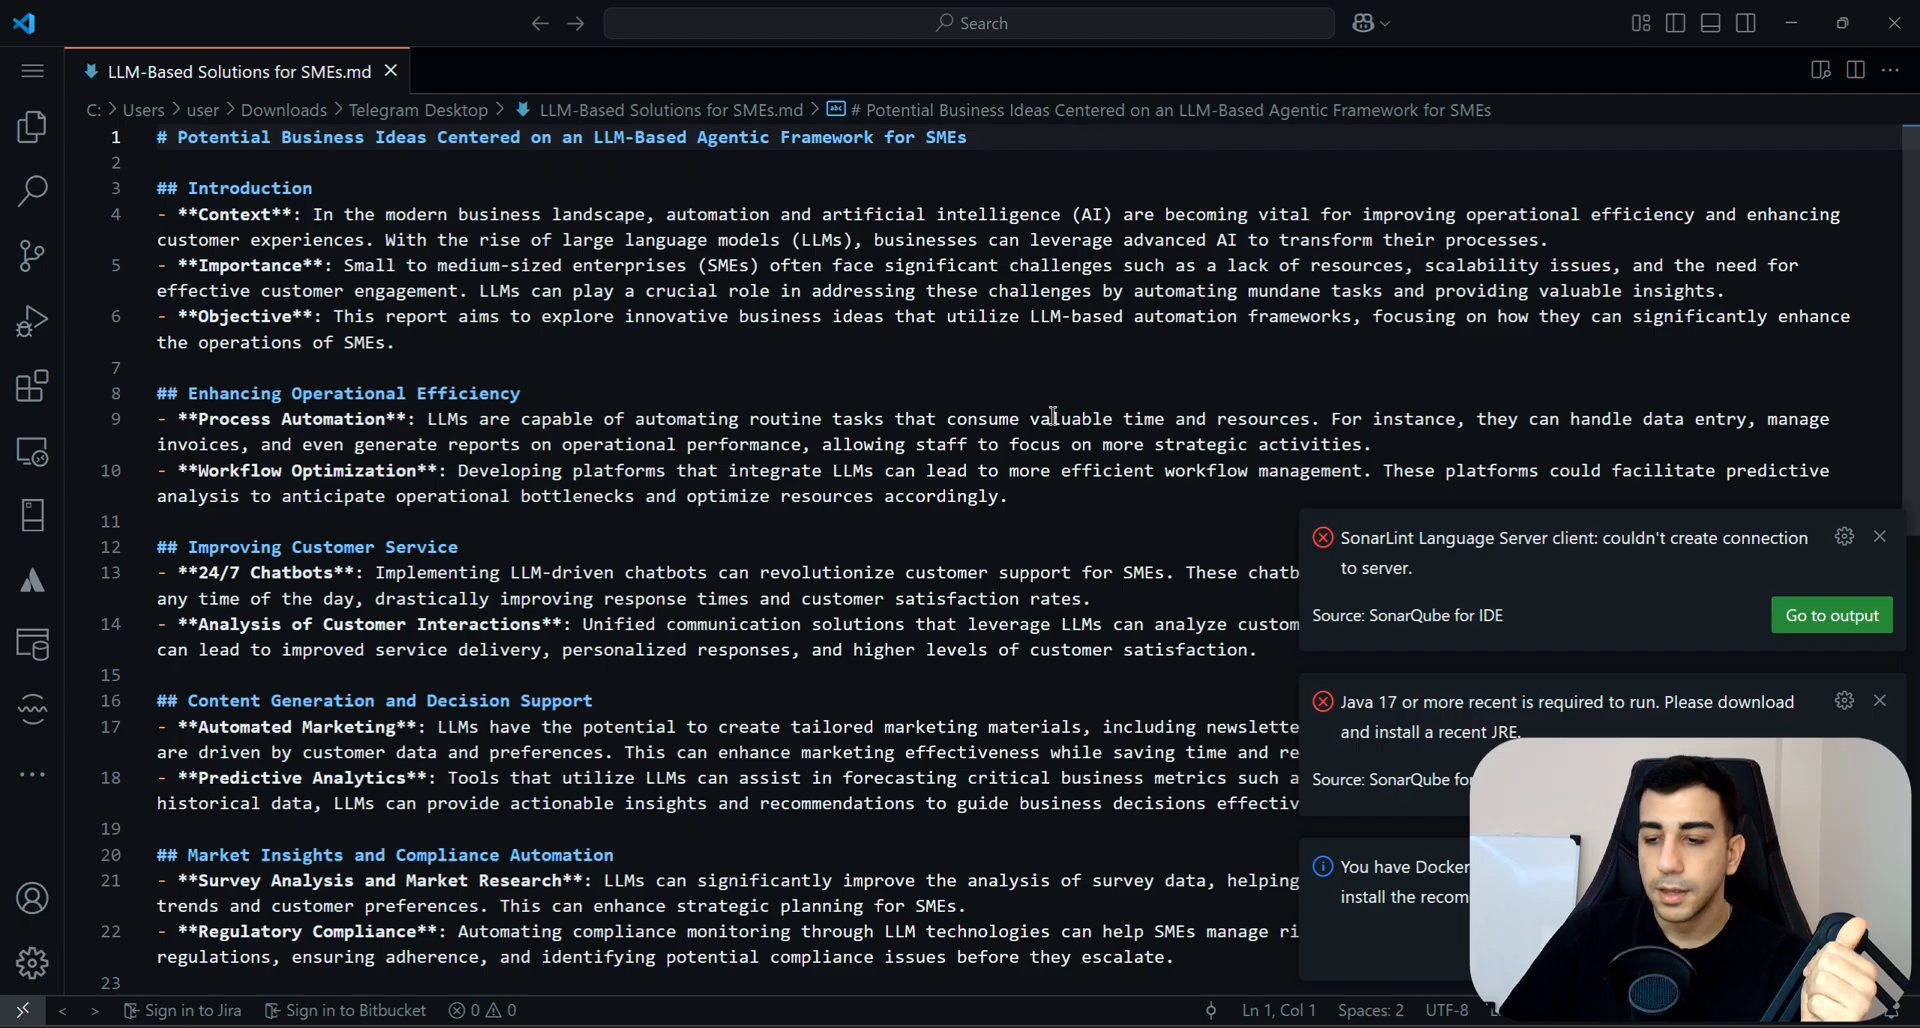 Search
LLM-Based Solutions for SMEs.md
C: > Users > user > Downloads > Telegram Desktop > LLM-Based Solutions for SMEs.md > # Potential Business Ideas Centered on an LLM-Based Agentic Framework for SMEs
1 # Potential Business Ideas Centered on an LLM-Based Agentic Framework for SMEs
2
3 ## Introduction
4 - **Context**: In the modern business landscape, automation and artificial intelligence (AI) are becoming vital for improving operational efficiency and enhancing
customer experiences. With the rise of large language models (LLMs), businesses can leverage advanced AI to transform their processes.
5 - **Importance**: Small to medium-sized enterprises (SMEs) often face significant challenges such as a lack of resources, scalability issues, and the need for
effective customer engagement. LLMs can play a crucial role in addressing these challenges by automating mundane tasks and providing valuable insights.
6 - **Objective**: This report aims to explore innovative business ideas that utilize LLM-based automation frameworks, focusing on how they can significantly enhance
the operations of SMEs.
7
8 ## Enhancing Operational Efficiency
9 - **Process Automation**: LLMs are capable of automating routine tasks that consume valuable time and resources. For instance, they can handle data entry, manage
invoices, and even generate reports on operational performance, allowing staff to focus on more strategic activities.
10 - **Workflow Optimization**: Developing platforms that integrate LLMs can lead to more efficient workflow management. These platforms could facilitate predictive
analysis to anticipate operational bottlenecks and optimize resources accordingly.
11
12 ## Improving Customer Service
13 - **24/7 Chatbots**: Implementing LLM-driven chatbots can revolutionize customer support for SMEs. These chatb
any time of the day, drastically improving response times and customer satisfaction rates.
14 - **Analysis of Customer Interactions**: Unified communication solutions that leverage LLMs can analyze custom
can lead to improved service delivery, personalized responses, and higher levels of customer satisfaction.
15
16 ## Content Generation and Decision Support
17 - **Automated Marketing**: LLMs have the potential to create tailored marketing materials, including newslette
are driven by customer data and preferences. This can enhance marketing effectiveness while saving time and re
18 - **Predictive Analytics**: Tools that utilize LLMs can assist in forecasting critical business metrics such a
historical data, LLMs can provide actionable insights and recommendations to guide business decisions effectiv
19
20 ## Market Insights and Compliance Automation
21 - **Survey Analysis and Market Research**: LLMs can significantly improve the analysis of survey data, helping
trends and customer preferences. This can enhance strategic planning for SMEs.
22 - **Regulatory Compliance**: Automating compliance monitoring through LLM technologies can help SMEs manage ri
regulations, ensuring adherence, and identifying potential compliance issues before they escalate.
23
SonarLint Language Server client: couldn't create connection
to server.
Source: SonarQube for IDE
Go to output
Java 17 or more recent is required to run. Please download
and install a recent JRE.
Source: SonarQube for
You have Docker
install the recom
Sign in to Jira
Sign in to Bitbucket
0 0
Ln 1, Col 1
Spaces: 2
UTF-8